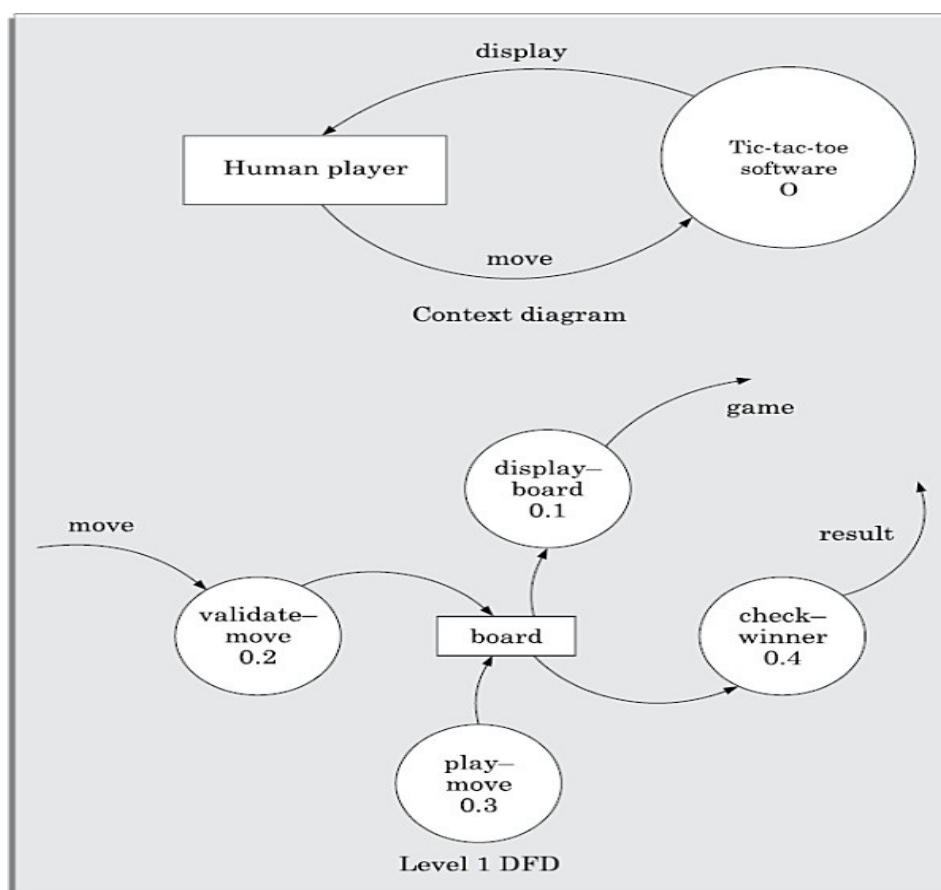 display
Human player
Tic-tac-toe
software
O
move
Context diagram
game
display–
board
0.1
move
result
validate–
move
0.2
board
check–
winner
0.4
play–
move
0.3
Level 1 DFD